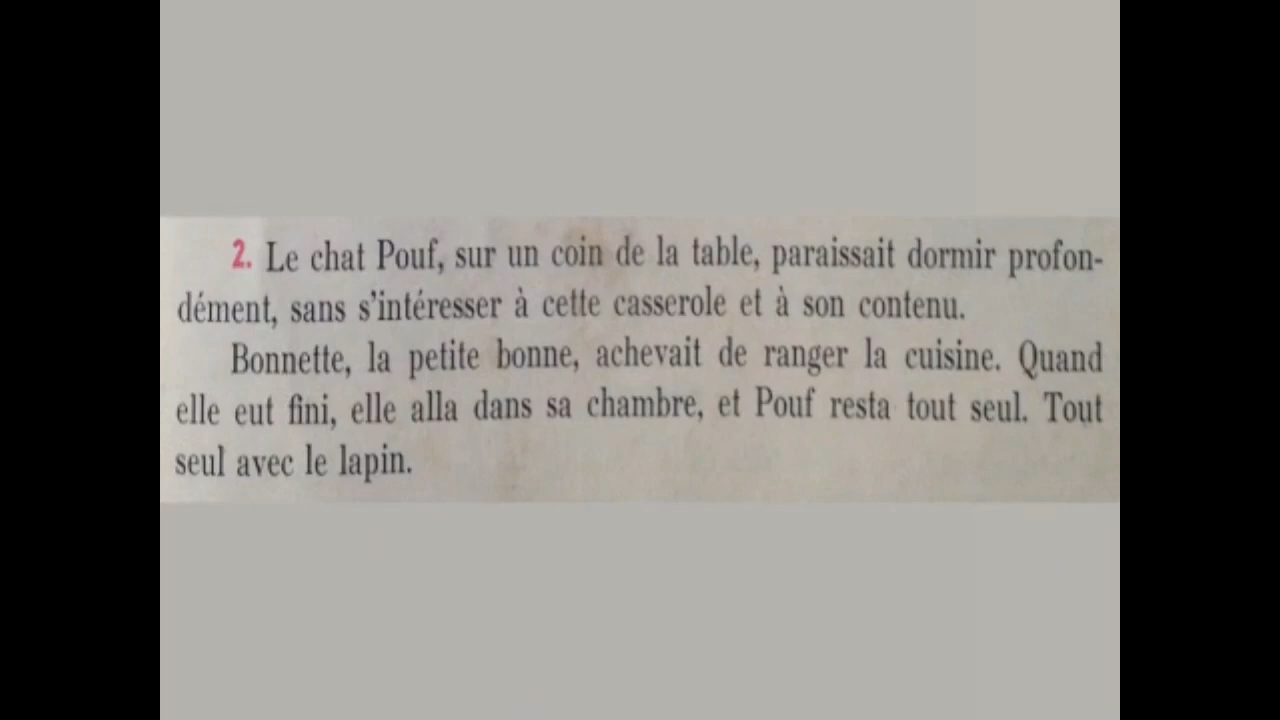 2. Le chat Pouf, sur un coin de la table, paraissait dormir profon-
dément, sans s'intéresser à cette casserole et à son contenu.
Bonnette, la petite bonne, achevait de ranger la cuisine. Quand
elle eut fini, elle alla dans sa chambre, et Pouf resta tout seul. Tout
seul avec le lapin.